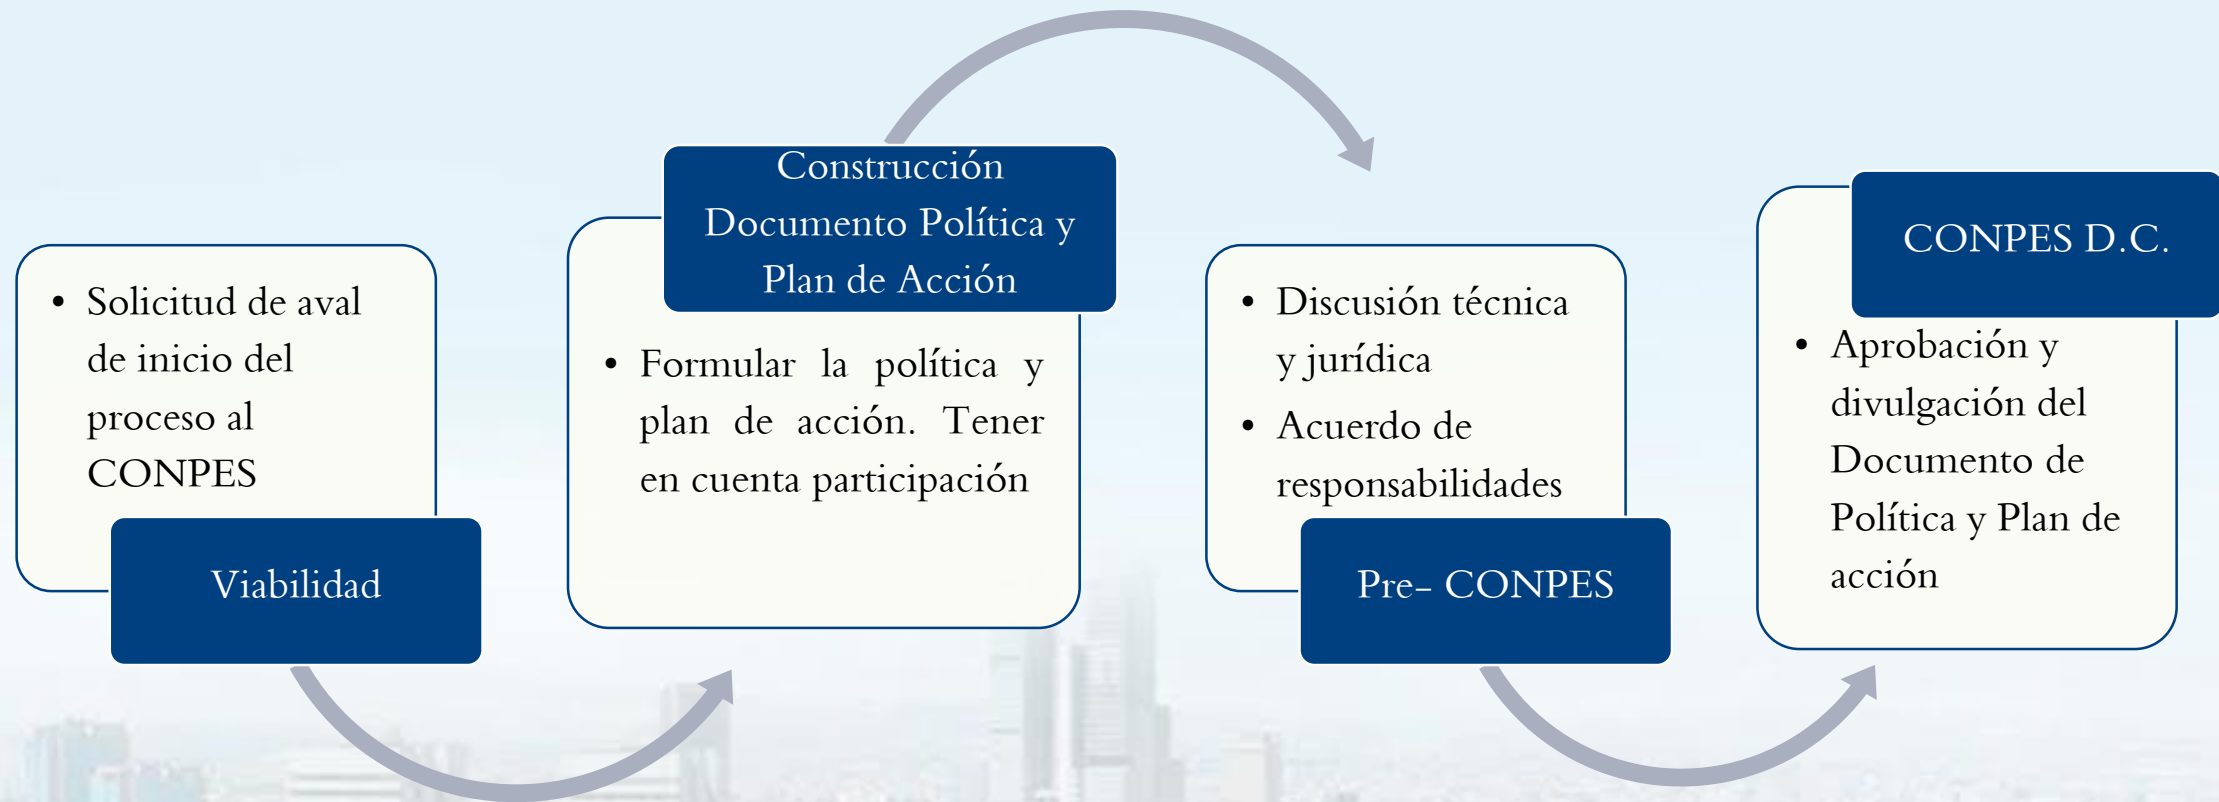 • Solicitud de aval
de inicio del
proceso al
CONPES
Viabilidad
Construcción
Documento Política y
Plan de Acción
• Formular la política y
plan de acción. Tener
en cuenta participación
• Discusión técnica
y jurídica
• Acuerdo de
responsabilidades
Pre- CONPES
CONPES D.C.
• Aprobación y
divulgación del
Documento de
Política y Plan de
acción